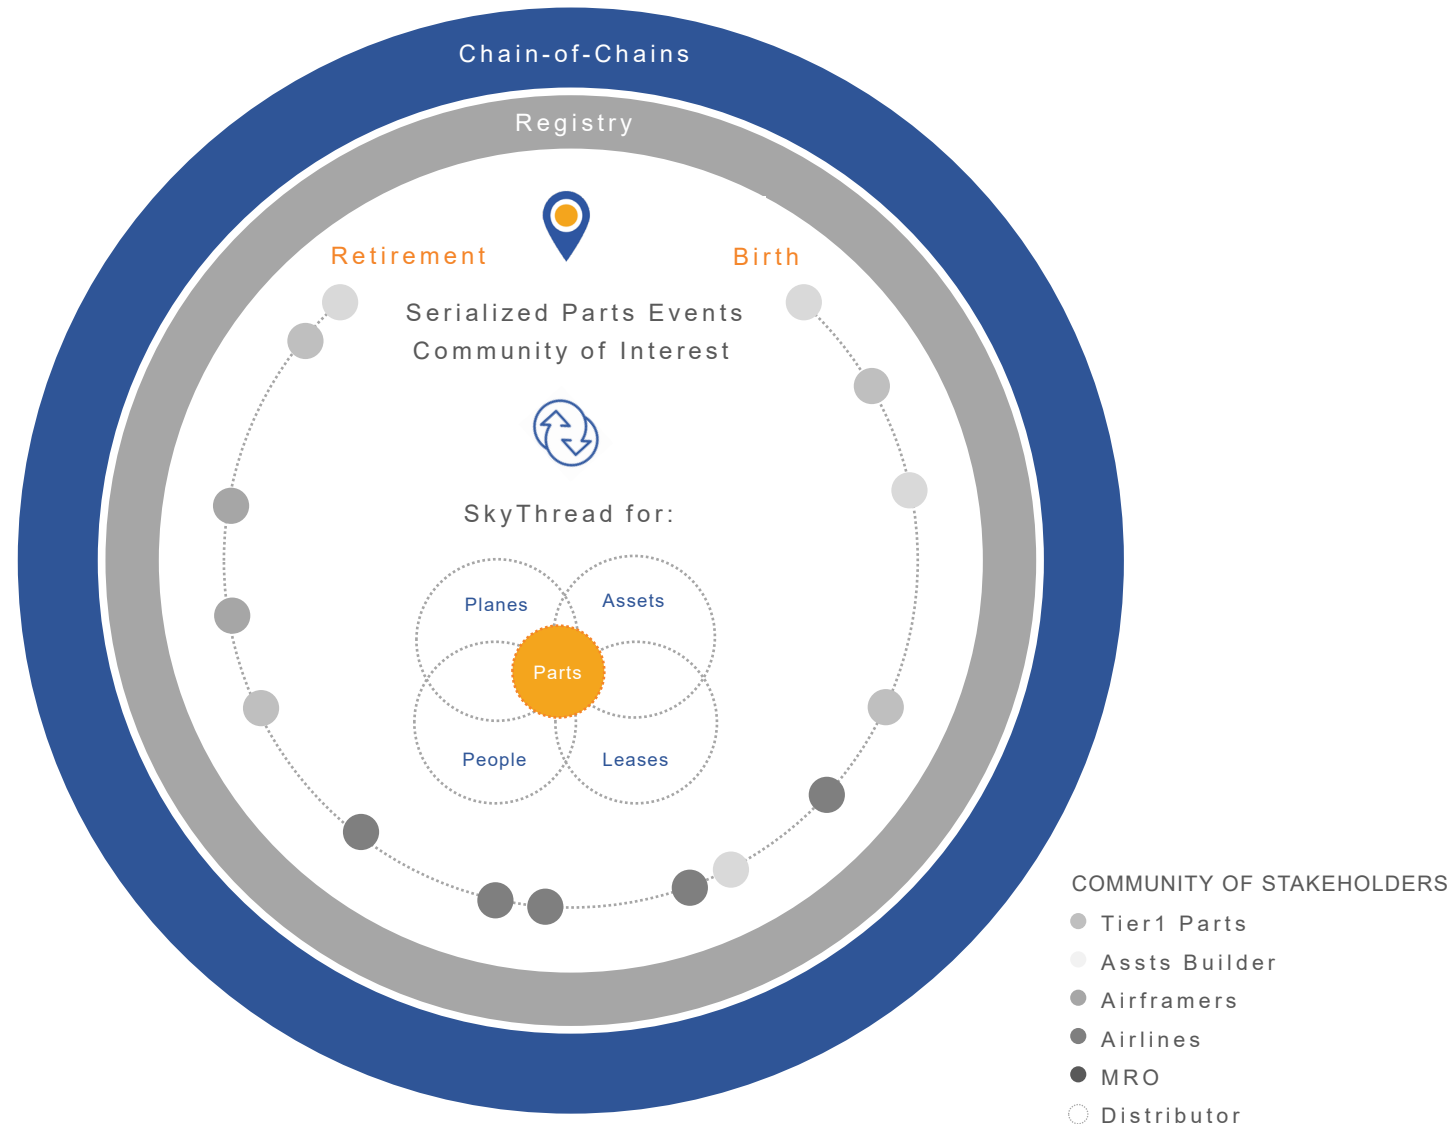 Chain-of-Chains
Registry
Retirement
Birth
Serialized Parts Events
Community of Interest
SkyThread for:
Planes
Assets
Parts
People
Leases
COMMUNITY OF STAKEHOLDERS
Tier1 Parts
Assts Builder
Airframers
Airlines
MRO
Distributor